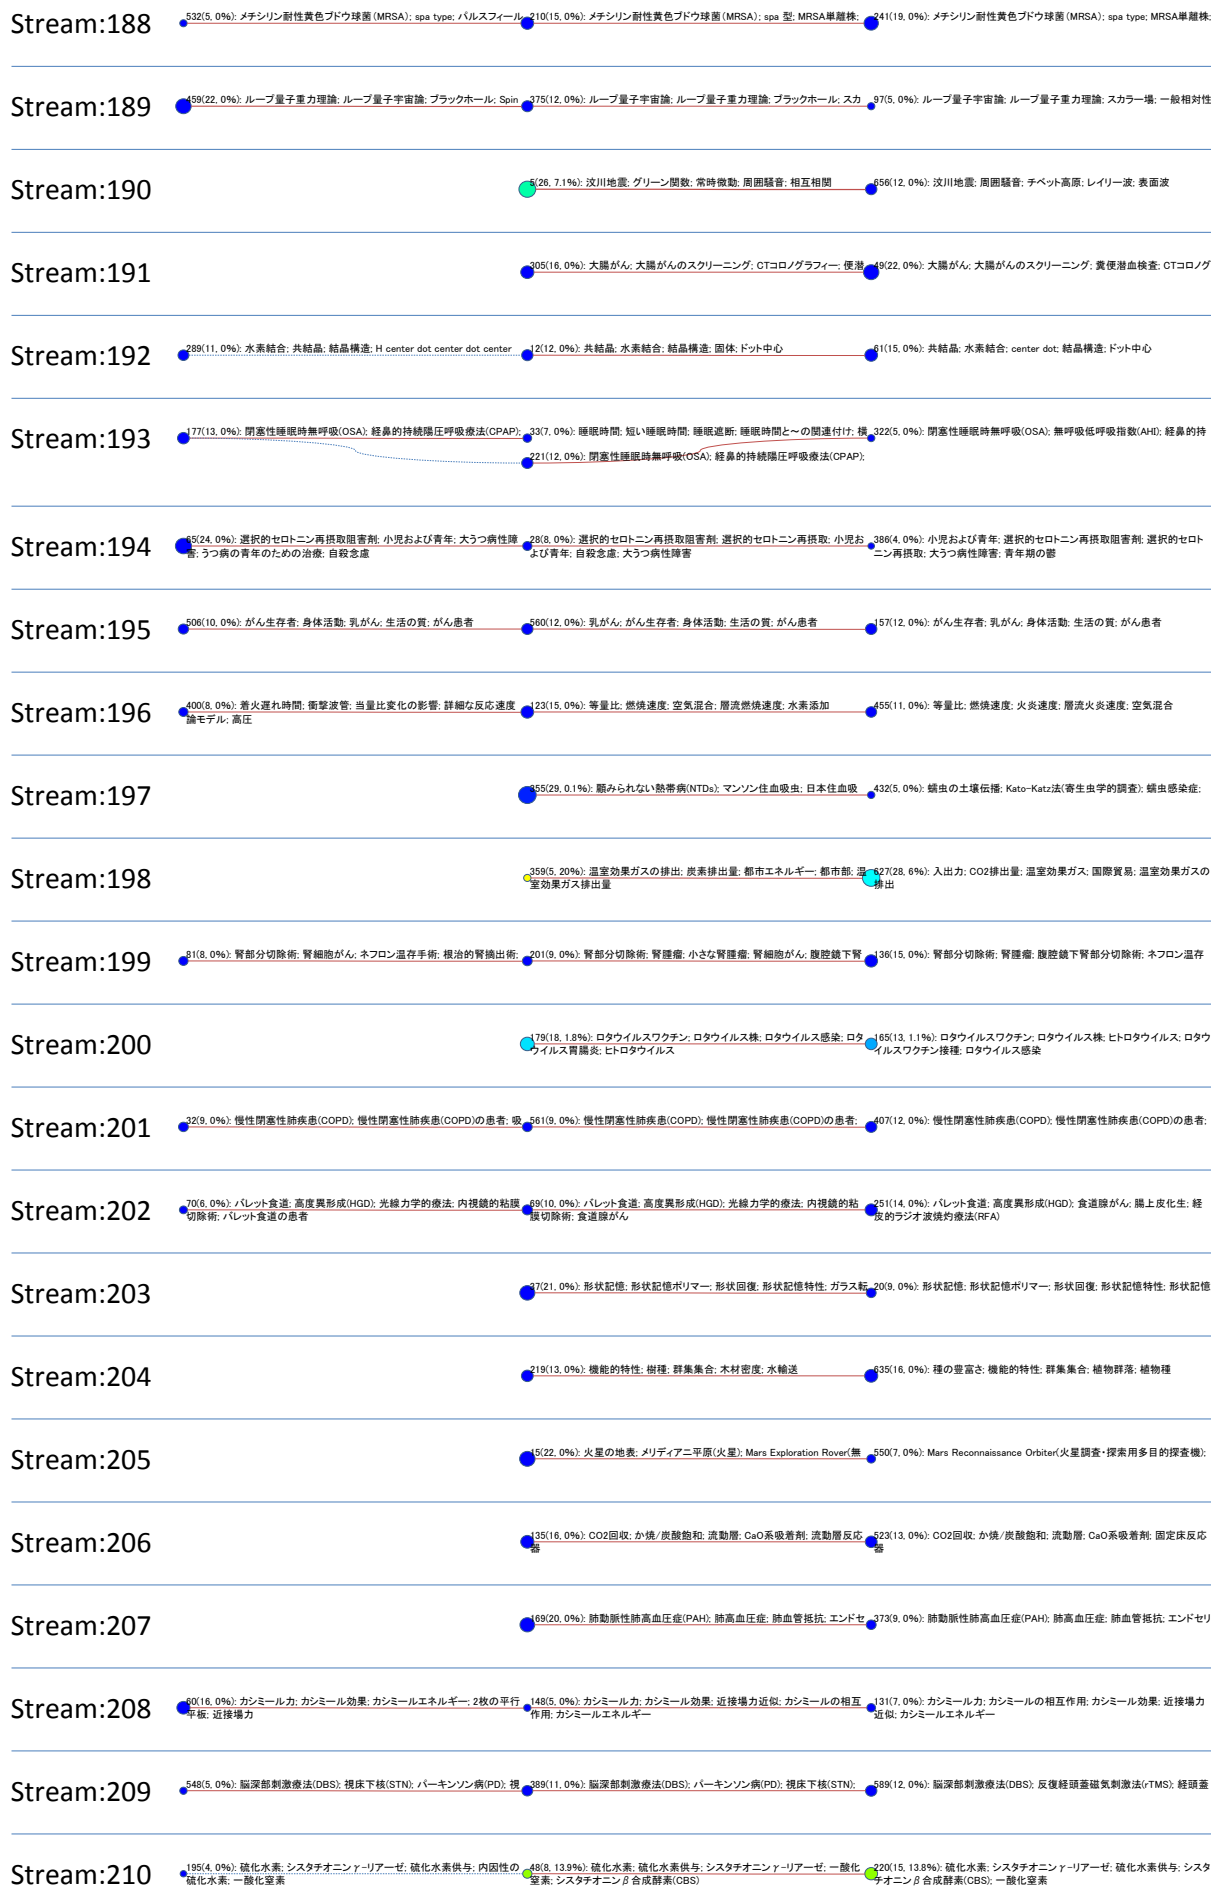 Stream:188
532(5, 0%): メチシリン耐性黄色ブドウ球菌(MRSA); spa type; パルスフィール
210(15, 0%): メチシリン耐性黄色ブドウ球菌(MRSA); spa 型; MRSA単離株;
241(19, 0%): メチシリン耐性黄色ブドウ球菌(MRSA); spa type; MRSA単離株;
Stream:189
459(22, 0%): ループ量子重力理論; ループ量子宇宙論; ブラックホール; Spin
375(12, 0%): ループ量子宇宙論; ループ量子重力理論; ブラックホール; スカ
97(5, 0%): ループ量子宇宙論; ループ量子重力理論; スカラー場; 一般相対性
Stream:190
5(26, 7.1%): 汶川地震; グリーン関数; 常時微動; 周囲騒音; 相互相関
656(12, 0%): 汶川地震; 周囲騒音; チベット高原; レイリー波; 表面波
Stream:191
305(16, 0%): 大腸がん; 大腸がんのスクリーニング; CTコロノグラフィー; 便潜
49(22, 0%): 大腸がん; 大腸がんのスクリーニング; 糞便潜血検査; CTコロノグ
Stream:192
289(11, 0%): 水素結合; 共結晶; 結晶構造; H center dot center dot center
12(12, 0%): 共結晶; 水素結合; 結晶構造; 固体; ドット中心
61(15, 0%): 共結晶; 水素結合; center dot; 結晶構造; ドット中心
Stream:193
177(13, 0%): 閉塞性睡眠時無呼吸(OSA); 経鼻的持続陽圧呼吸療法(CPAP);
33(7, 0%): 睡眠時間; 短い睡眠時間; 睡眠遮断; 睡眠時間と~の関連付け; 横
322(5, 0%): 閉塞性睡眠時無呼吸(OSA); 無呼吸低呼吸指数(AHI); 経鼻的持
221(12, 0%): 閉塞性睡眠時無呼吸(OSA); 経鼻的持続陽圧呼吸療法(CPAP);
Stream:194
65(24, 0%): 選択的セロトニン再摂取阻害剤; 小児および青年; 大うつ病性障
害; うつ病の青年のための治療; 自殺念慮
28(8, 0%): 選択的セロトニン再摂取阻害剤; 選択的セロトニン再摂取; 小児お
よび青年; 自殺念慮; 大うつ病性障害
386(4, 0%): 小児および青年; 選択的セロトニン再摂取阻害剤; 選択的セロト
ニン再摂取; 大うつ病性障害; 青年期の鬱
Stream:195
506(10, 0%): がん生存者; 身体活動; 乳がん; 生活の質; がん患者
560(12, 0%): 乳がん; がん生存者; 身体活動; 生活の質; がん患者
157(12, 0%): がん生存者; 乳がん; 身体活動; 生活の質; がん患者
Stream:196
400(8, 0%): 着火遅れ時間; 衝撃波管; 当量比変化の影響; 詳細な反応速度
論モデル; 高圧
123(15, 0%): 等量比; 燃焼速度; 空気混合; 層流燃焼速度; 水素添加
455(11, 0%): 等量比; 燃焼速度; 火炎速度; 層流火炎速度; 空気混合
Stream:197
355(29, 0.1%): 顧みられない熱帯病(NTDs); マンソン住血吸虫; 日本住血吸
432(5, 0%): 蠕虫の土壌伝播; Kato-Katz法(寄生虫学的調査); 蠕虫感染症;
Stream:198
359(5, 20%): 温室効果ガスの排出; 炭素排出量; 都市エネルギー; 都市部; 温
室効果ガス排出量
627(28, 6%): 入出力; CO2排出量; 温室効果ガス; 国際貿易; 温室効果ガスの
排出
Stream:199
81(8, 0%): 腎部分切除術; 腎細胞がん; ネフロン温存手術; 根治的腎摘出術;
201(9, 0%): 腎部分切除術; 腎腫瘤; 小さな腎腫瘤; 腎細胞がん; 腹腔鏡下腎
136(15, 0%): 腎部分切除術; 腎腫瘤; 腹腔鏡下腎部分切除術; ネフロン温存
Stream:200
179(18, 1.8%): ロタウイルスワクチン; ロタウイルス株; ロタウイルス感染; ロタ
ウイルス胃腸炎; ヒトロタウイルス
165(13, 1.1%): ロタウイルスワクチン; ロタウイルス株; ヒトロタウイルス; ロタウ
イルスワクチン接種; ロタウイルス感染
Stream:201
32(9, 0%): 慢性閉塞性肺疾患(COPD); 慢性閉塞性肺疾患(COPD)の患者; 吸
561(9, 0%): 慢性閉塞性肺疾患(COPD); 慢性閉塞性肺疾患(COPD)の患者;
407(12, 0%): 慢性閉塞性肺疾患(COPD); 慢性閉塞性肺疾患(COPD)の患者;
Stream:202
70(6, 0%): バレット食道; 高度異形成(HGD); 光線力学的療法; 内視鏡的粘膜
切除術; バレット食道の患者
69(10, 0%): バレット食道; 高度異形成(HGD); 光線力学的療法; 内視鏡的粘
膜切除術; 食道腺がん
251(14, 0%): バレット食道; 高度異形成(HGD); 食道腺がん; 腸上皮化生; 経
皮的ラジオ波焼灼療法(RFA)
Stream:203
37(21, 0%): 形状記憶; 形状記憶ポリマー; 形状回復; 形状記憶特性; ガラス転
20(9, 0%): 形状記憶; 形状記憶ポリマー; 形状回復; 形状記憶特性; 形状記憶
Stream:204
219(13, 0%): 機能的特性; 樹種; 群集集合; 木材密度; 水輸送
635(16, 0%): 種の豊富さ; 機能的特性; 群集集合; 植物群落; 植物種
Stream:205
15(22, 0%): 火星の地表; メリディアニ平原(火星); Mars Exploration Rover(無
550(7, 0%): Mars Reconnaissance Orbiter(火星調査・探索用多目的探査機);
Stream:206
135(16, 0%): CO2回収; か焼/炭酸飽和; 流動層; CaO系吸着剤; 流動層反応
器
523(13, 0%): CO2回収; か焼/炭酸飽和; 流動層; CaO系吸着剤; 固定床反応
器
Stream:207
169(20, 0%): 肺動脈性肺高血圧症(PAH); 肺高血圧症; 肺血管抵抗; エンドセ
373(9, 0%): 肺動脈性肺高血圧症(PAH); 肺高血圧症; 肺血管抵抗; エンドセリ
Stream:208
60(16, 0%): カシミール力; カシミール効果; カシミールエネルギー; 2枚の平行
平板; 近接場力
148(5, 0%): カシミール力; カシミール効果; 近接場力近似; カシミールの相互
作用; カシミールエネルギー
131(7, 0%): カシミール力; カシミールの相互作用; カシミール効果; 近接場力
近似; カシミールエネルギー
Stream:209
548(5, 0%): 脳深部刺激療法(DBS); 視床下核(STN); パーキンソン病(PD); 視
389(11, 0%): 脳深部刺激療法(DBS); パーキンソン病(PD); 視床下核(STN);
589(12, 0%): 脳深部刺激療法(DBS); 反復経頭蓋磁気刺激法(rTMS); 経頭蓋
Stream:210
195(4, 0%): 硫化水素; シスタチオニンγ-リアーゼ; 硫化水素供与; 内因性の
硫化水素; 一酸化窒素
48(8, 13.9%): 硫化水素; 硫化水素供与; シスタチオニンγ-リアーゼ; 一酸化
窒素; シスタチオニンβ合成酵素(CBS)
220(15, 13.8%): 硫化水素; シスタチオニンγ-リアーゼ; 硫化水素供与; シスタ
チオニンβ合成酵素(CBS); 一酸化窒素